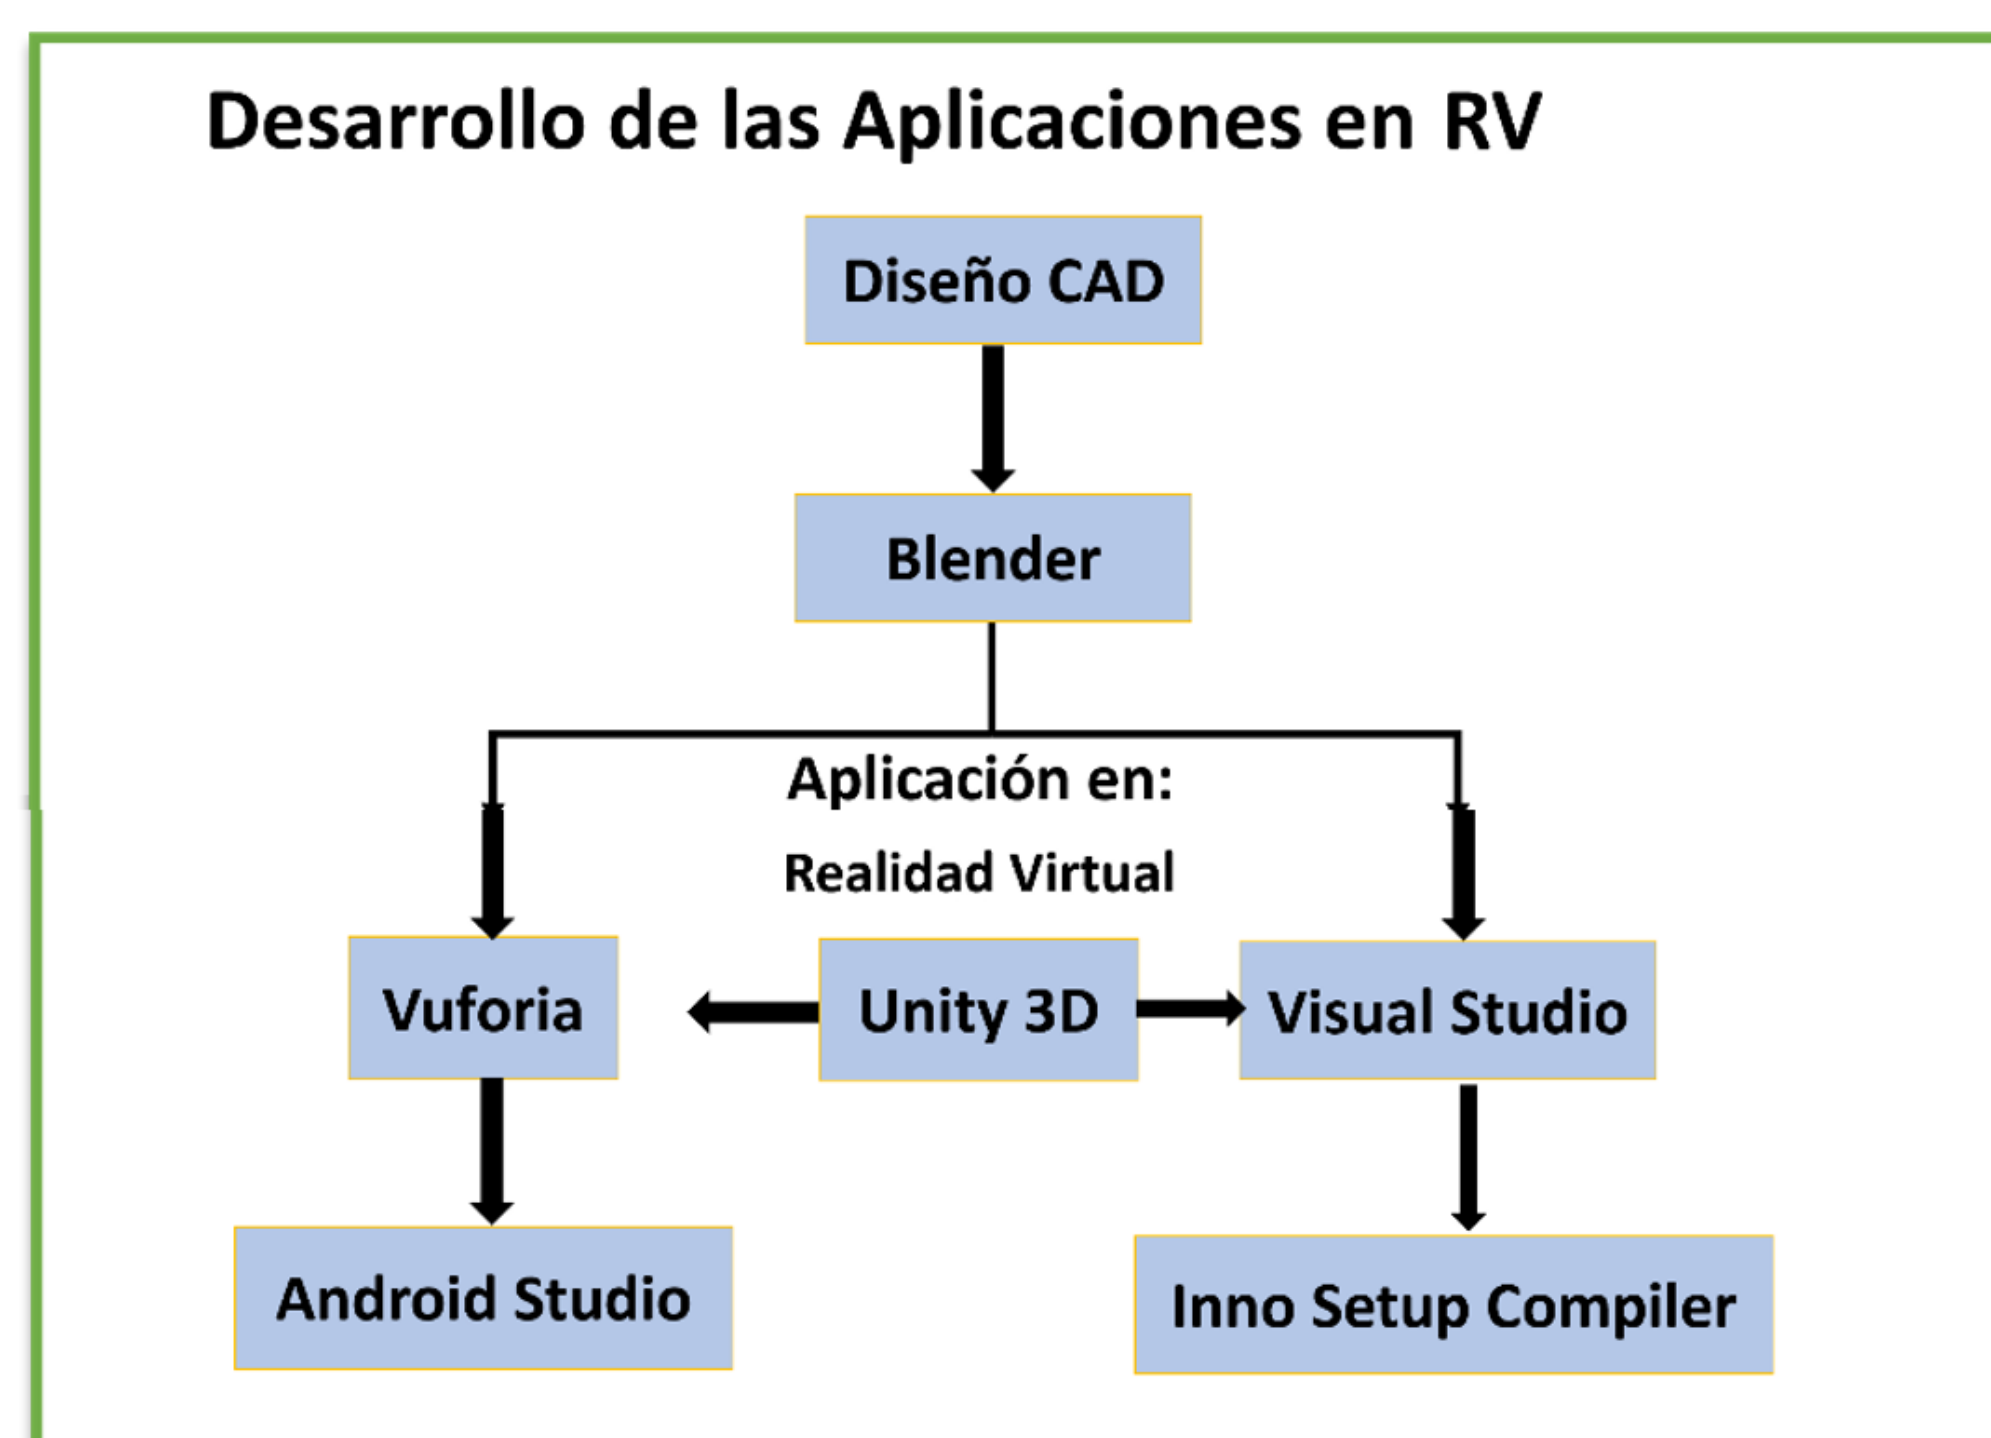 Desarrollo de las Aplicaciones en RV
Diseño CAD
Blender
Aplicación en:
Realidad Virtual
Vuforia
Unity 3D
Visual Studio
Android Studio
Inno Setup Compiler